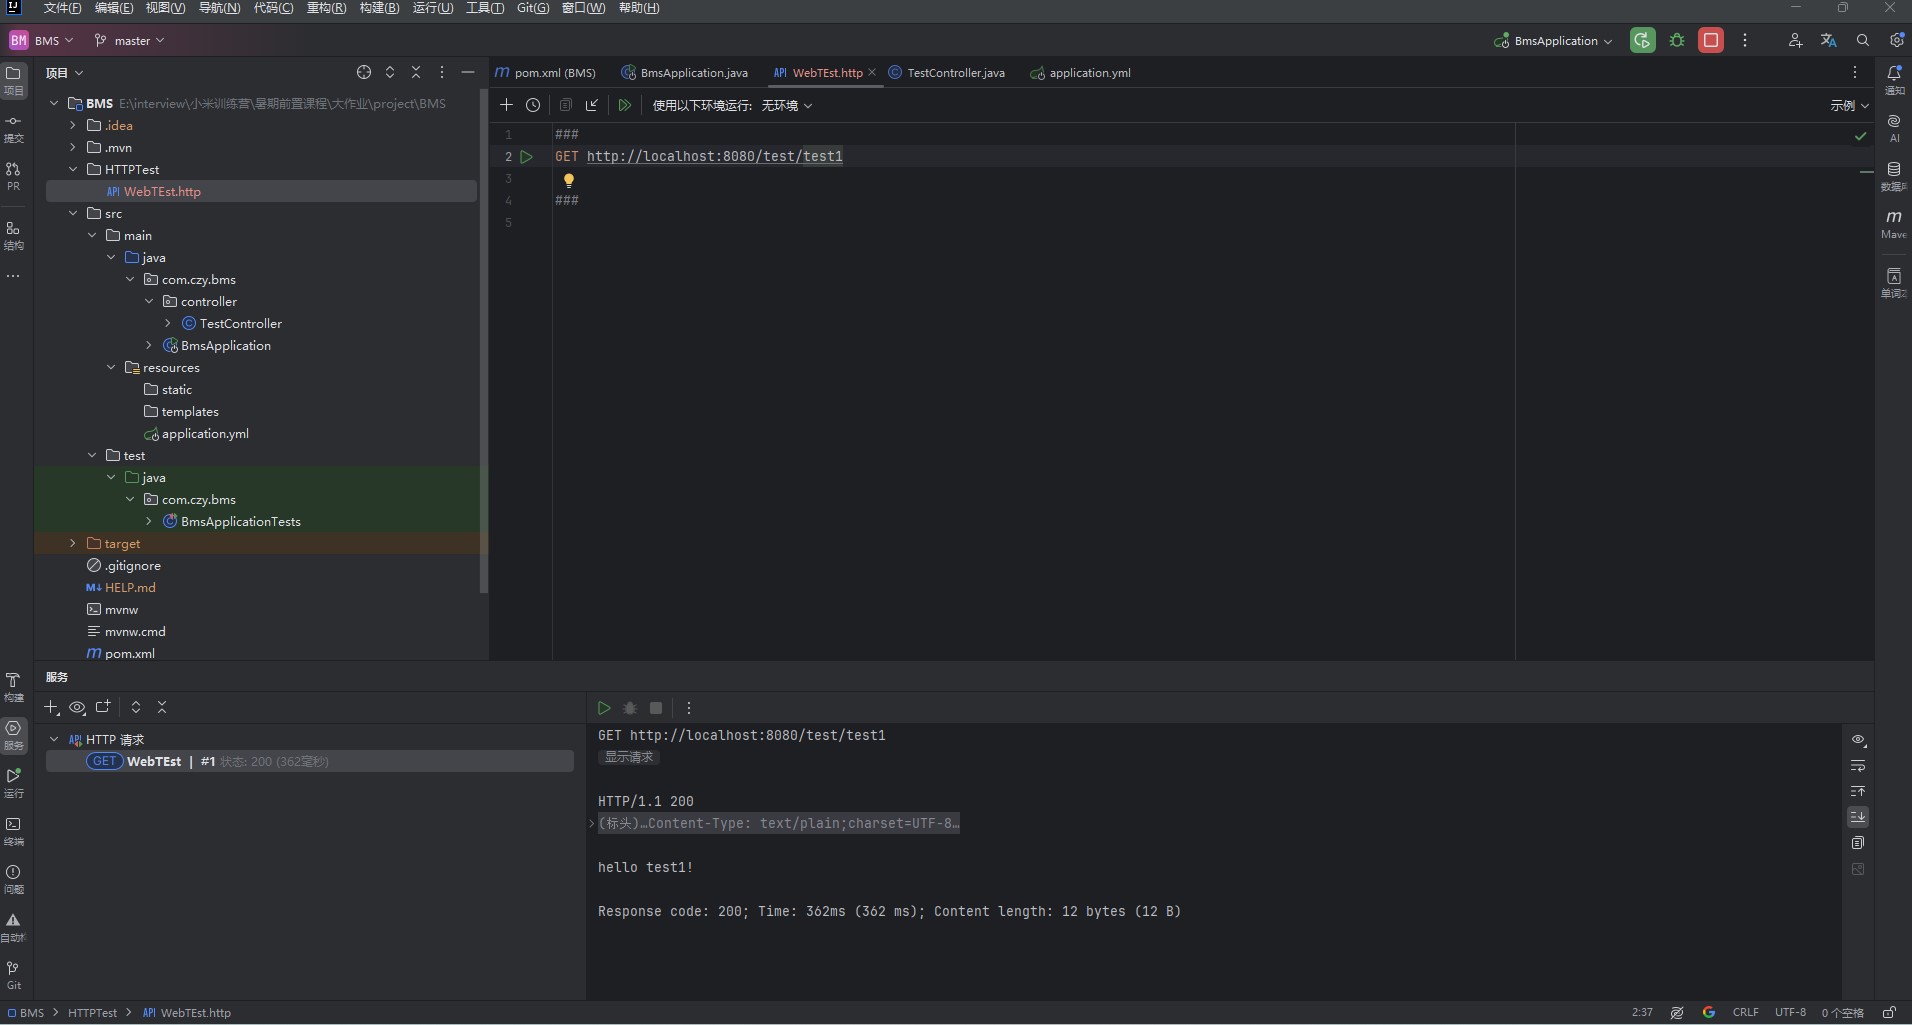 文件(F) 编辑(E) 视图(V) 导航(N) 代码(C) 重构(R) 构建(B) 运行(U) 工具(T) Git(G) 窗口(W) 帮助(H)
BM BMS master BmsApplication
项目
pom.xml (BMS) BmsApplication.java WebTEst.http TestController.java application.yml
使用以下环境运行: 无环境 示例
项目
提交
PR
结构
BMS E:\interview\小米训练营\暑期前置课程\大作业\project\BMS
.idea
.mvn
HTTPTest
WebTEst.http
src
main
java
com.czy.bms
controller
TestController
BmsApplication
resources
static
templates
application.yml
test
java
com.czy.bms
BmsApplicationTests
target
.gitignore
HELP.md
mvnw
mvnw.cmd
pom.xml
1 ###
2 GET http://localhost:8080/test/test1
3
4 ###
5
通知
AI
数据库
Mave
单词
构建
服务
运行
终端
问题
自动
Git
服务
HTTP 请求
GET WebTEst | #1 状态: 200 (362毫秒)
GET http://localhost:8080/test/test1
显示请求
HTTP/1.1 200
(标头)…Content-Type: text/plain;charset=UTF-8…
hello test1!
Response code: 200; Time: 362ms (362 ms); Content length: 12 bytes (12 B)
BMS HTTPTest WebTEst.http
2:37 CRLF UTF-8 0 个空格